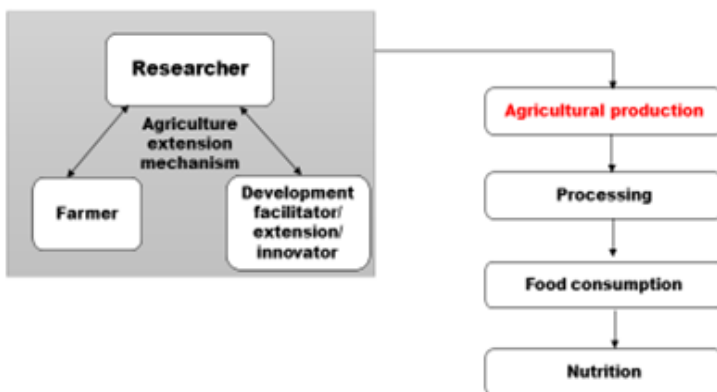 Researcher
Agriculture
extension
mechanism
Farmer
Development
facilitator/
extension/
innovator
Agricultural production
Processing
Food consumption
Nutrition